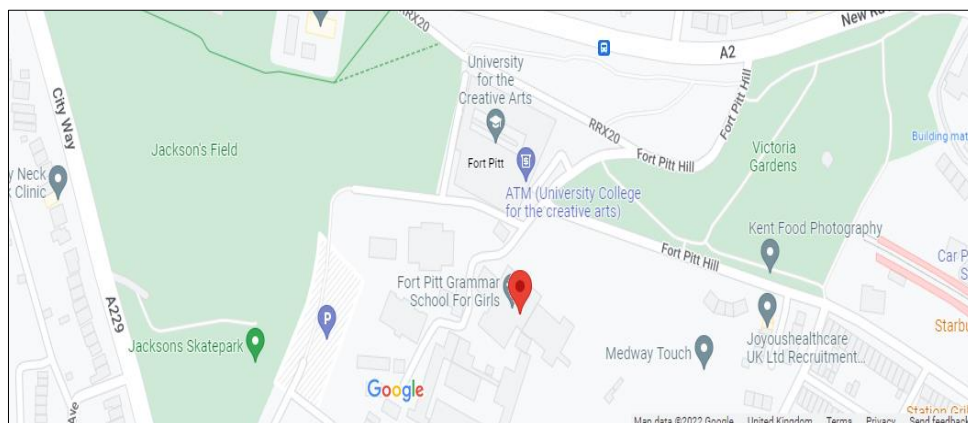 RRX20
New Ro
A2
University
for the
Creative Arts
City Way
Fort Pitt Hill
RRX20
Building mat
Jackson's Field
Fort Pitt
Fort Pitt Hill
Victoria
Gardens
y Neck
k Clinic
ATM (University College
for the creative arts)
Kent Food Photography
Fort Pitt Hill
Car P
S
Fort Pitt Grammar
School For Girls
A229
P
Starbu
Jacksons Skatepark
Medway Touch
Joyoushealthcare
UK Ltd Recruitment...
Google
Ave
Station Gril
Map data ©2022 Google United Kingdom Terms Privacy Send feedback